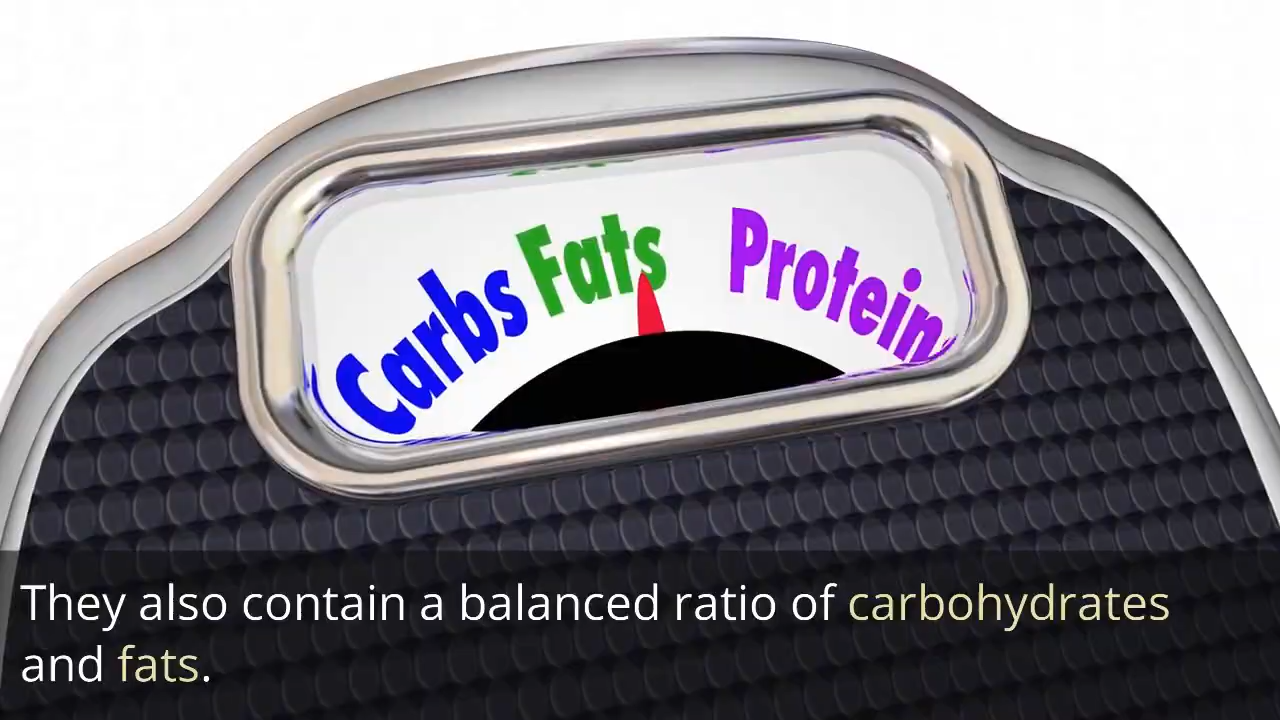 Carbs Fats Protein
They also contain a balanced ratio of carbohydrates
and fats.